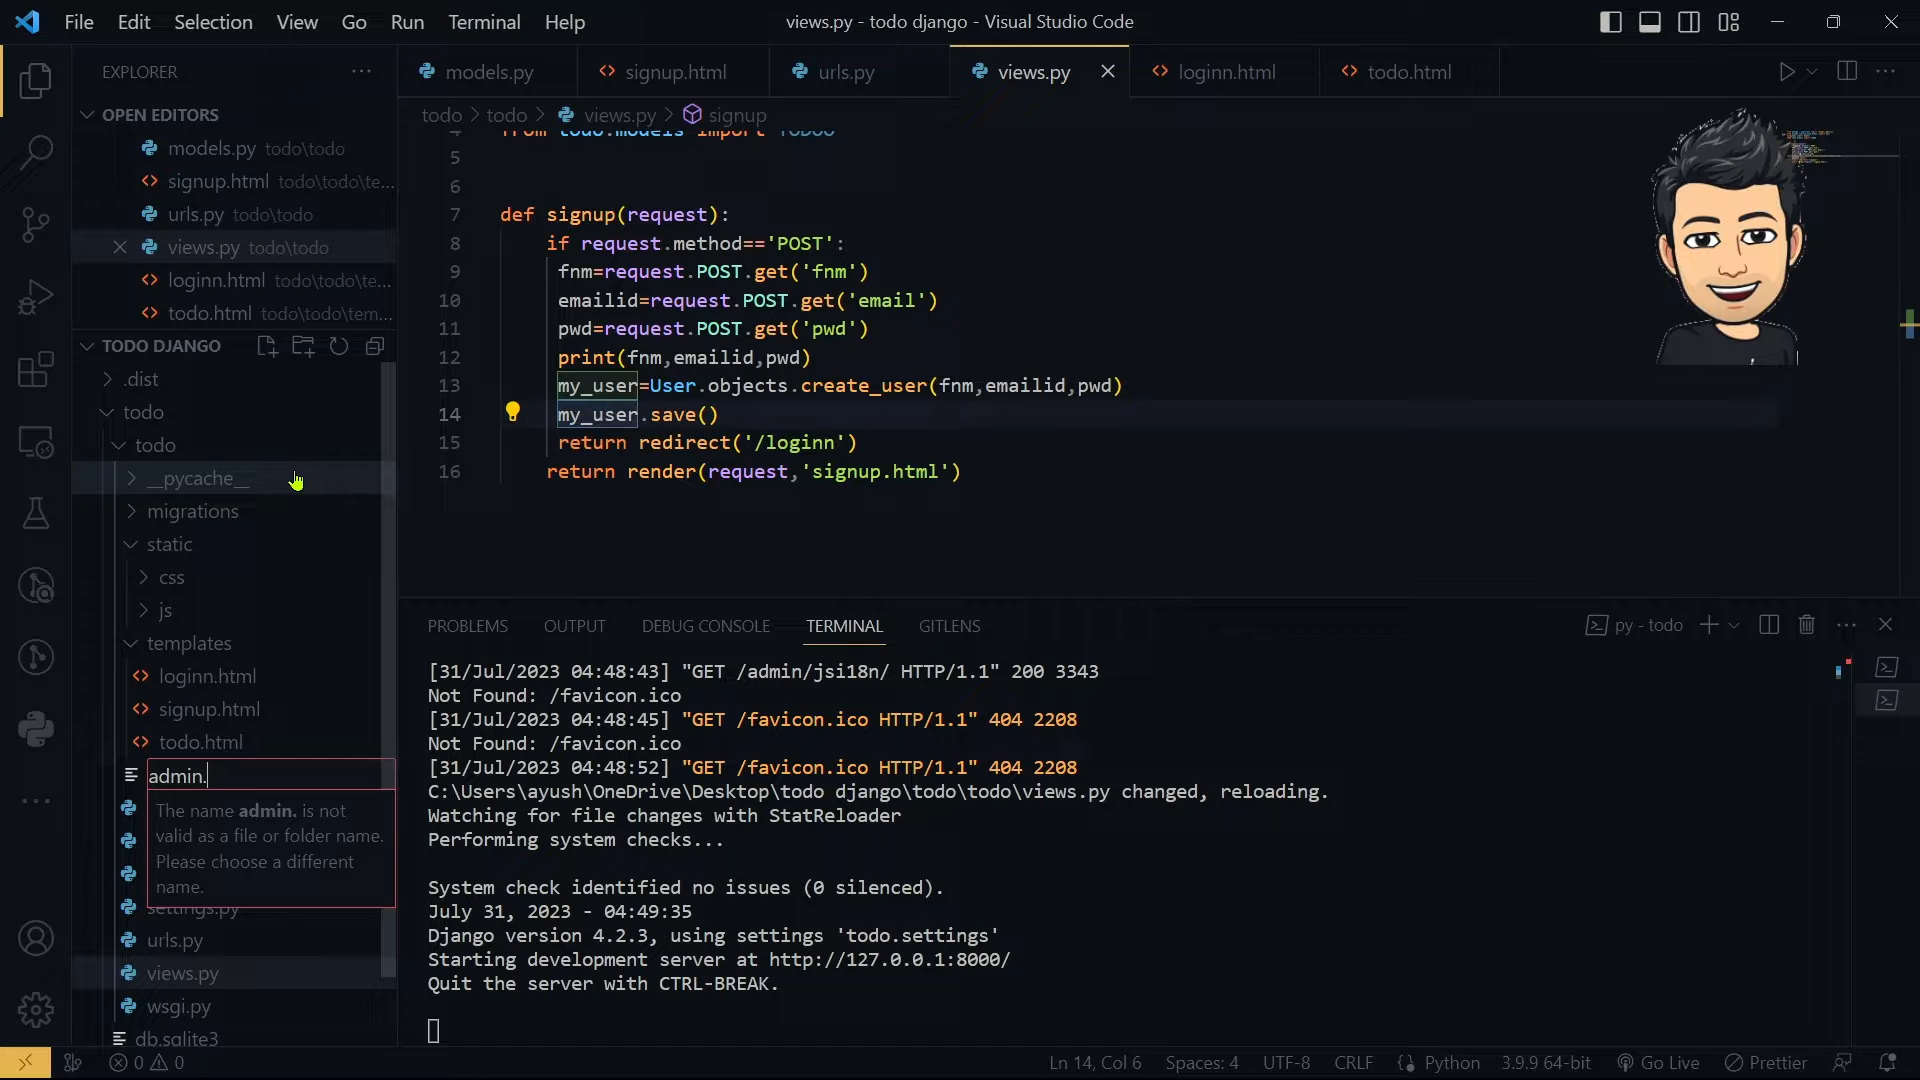 File Edit Selection View Go Run Terminal Help
views.py - todo django - Visual Studio Code
EXPLORER
OPEN EDITORS
models.py todo\todo
signup.html todo\todo\te...
urls.py todo\todo
views.py todo\todo
loginn.html todo\todo\te...
todo.html todo\todo\tem...
TODO DJANGO
.dist
todo
todo
__pycache__
migrations
static
css
js
templates
loginn.html
signup.html
todo.html
admin.
The name admin. is not
valid as a file or folder name.
Please choose a different
name.
settings.py
urls.py
views.py
wsgi.py
db.sqlite3
models.py signup.html urls.py views.py loginn.html todo.html
todo > todo > views.py > signup
4 from todo.models import TODOO
5
6
7 def signup(request):
8 if request.method=='POST':
9 fnm=request.POST.get('fnm')
10 emailid=request.POST.get('email')
11 pwd=request.POST.get('pwd')
12 print(fnm,emailid,pwd)
13 my_user=User.objects.create_user(fnm,emailid,pwd)
14 my_user.save()
15 return redirect('/loginn')
16 return render(request,'signup.html')
PROBLEMS OUTPUT DEBUG CONSOLE TERMINAL GITLENS
py - todo
[31/Jul/2023 04:48:43] "GET /admin/jsi18n/ HTTP/1.1" 200 3343
Not Found: /favicon.ico
[31/Jul/2023 04:48:45] "GET /favicon.ico HTTP/1.1" 404 2208
Not Found: /favicon.ico
[31/Jul/2023 04:48:52] "GET /favicon.ico HTTP/1.1" 404 2208
C:\Users\ayush\OneDrive\Desktop\todo django\todo\todo\views.py changed, reloading.
Watching for file changes with StatReloader
Performing system checks...
System check identified no issues (0 silenced).
July 31, 2023 - 04:49:35
Django version 4.2.3, using settings 'todo.settings'
Starting development server at http://127.0.0.1:8000/
Quit the server with CTRL-BREAK.
0 0
Ln 14, Col 6 Spaces: 4 UTF-8 CRLF Python 3.9.9 64-bit Go Live Prettier